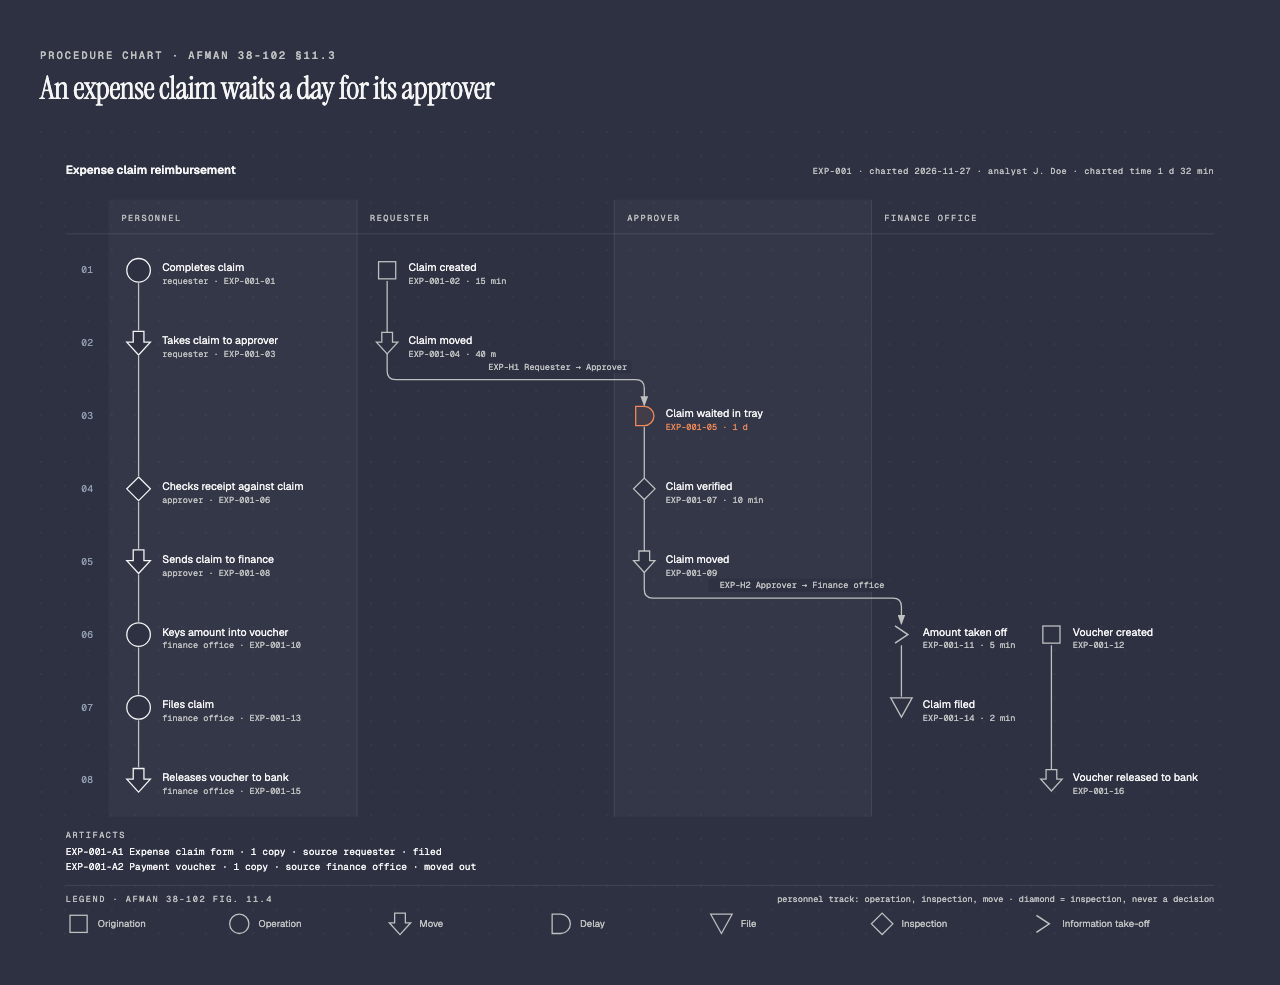 PROCEDURE CHART · AFMAN 38-102 §11.3
An expense claim waits a day for its approver
Expense claim reimbursement
EXP-001 · charted 2026-11-27 · analyst J. Doe · charted time 1 d 32 min
PERSONNEL
REQUESTER
APPROVER
FINANCE OFFICE
01
Completes claim
requester · EXP-001-01
Claim created
EXP-001-02 · 15 min
02
Takes claim to approver
requester · EXP-001-03
Claim moved
EXP-001-04 · 40 m
EXP-H1 Requester → Approver
03
Claim waited in tray
EXP-001-05 · 1 d
04
Checks receipt against claim
approver · EXP-001-06
Claim verified
EXP-001-07 · 10 min
05
Sends claim to finance
approver · EXP-001-08
Claim moved
EXP-001-09
EXP-H2 Approver → Finance office
06
Keys amount into voucher
finance office · EXP-001-10
Amount taken off
EXP-001-11 · 5 min
Voucher created
EXP-001-12
07
Files claim
finance office · EXP-001-13
Claim filed
EXP-001-14 · 2 min
08
Releases voucher to bank
finance office · EXP-001-15
Voucher released to bank
EXP-001-16
ARTIFACTS
EXP-001-A1 Expense claim form · 1 copy · source requester · filed
EXP-001-A2 Payment voucher · 1 copy · source finance office · moved out
LEGEND · AFMAN 38-102 FIG. 11.4
personnel track: operation, inspection, move · diamond = inspection, never a decision
Origination
Operation
Move
Delay
File
Inspection
Information take-off